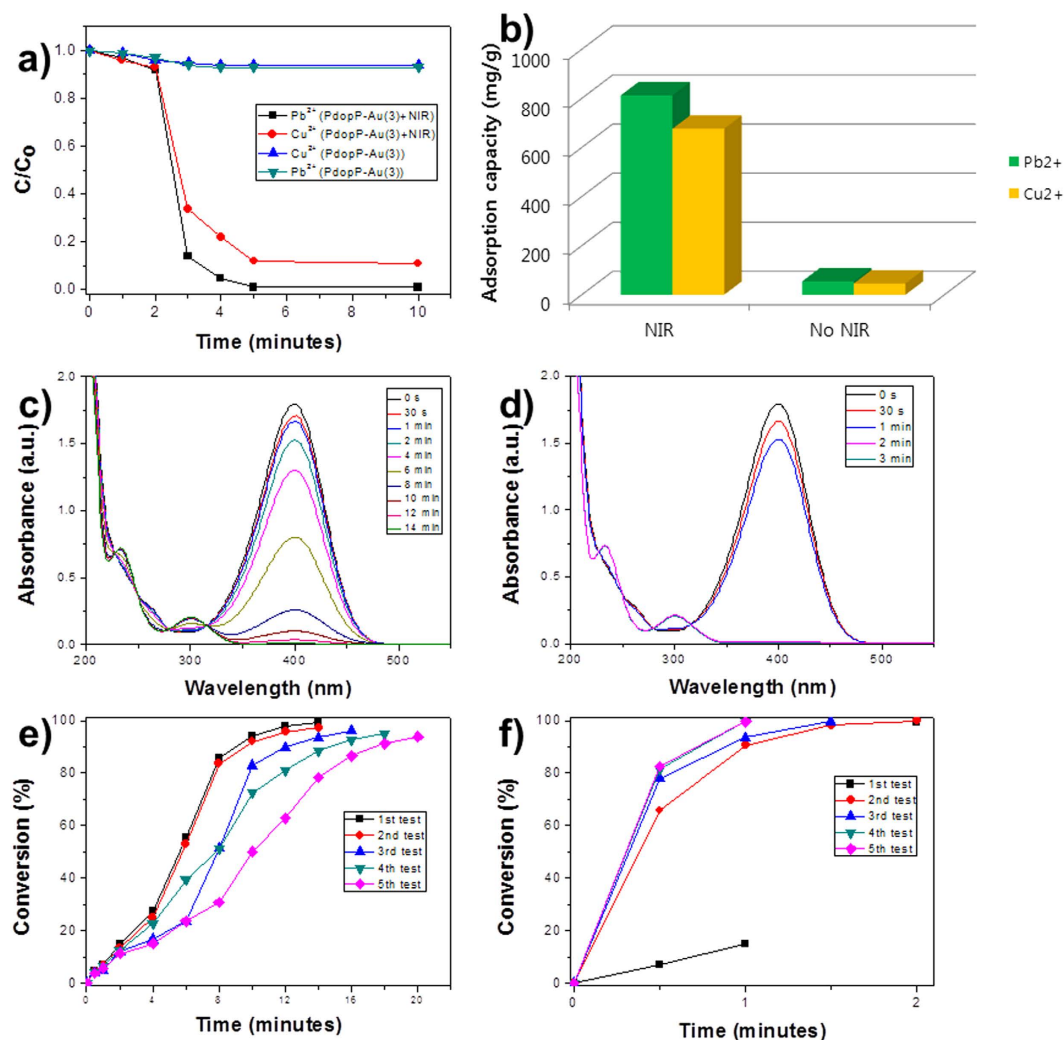 a)
1.0
0.8
0.6
0.4
0.2
0.0
C/C₀
Pb²⁺ (PdopP-Au(3)+NIR)
Cu²⁺ (PdopP-Au(3)+NIR)
Cu²⁺ (PdopP-Au(3))
Pb²⁺ (PdopP-Au(3))
0 2 4 6 8 10
Time (minutes)
b)
Adsorption capacity (mg/g)
1000
800
600
400
200
0
NIR No NIR
Pb2+
Cu2+
c)
Absorbance (a.u.)
2.0
1.5
1.0
0.5
0.0
0 s
30 s
1 min
2 min
4 min
6 min
8 min
10 min
12 min
14 min
200 300 400 500
Wavelength (nm)
d)
Absorbance (a.u.)
2.0
1.5
1.0
0.5
0.0
0 s
30 s
1 min
2 min
3 min
200 300 400 500
Wavelength (nm)
e)
Conversion (%)
100
80
60
40
20
0
1st test
2nd test
3rd test
4th test
5th test
0 4 8 12 16 20
Time (minutes)
f)
Conversion (%)
100
80
60
40
20
0
1st test
2nd test
3rd test
4th test
5th test
0 1 2
Time (minutes)